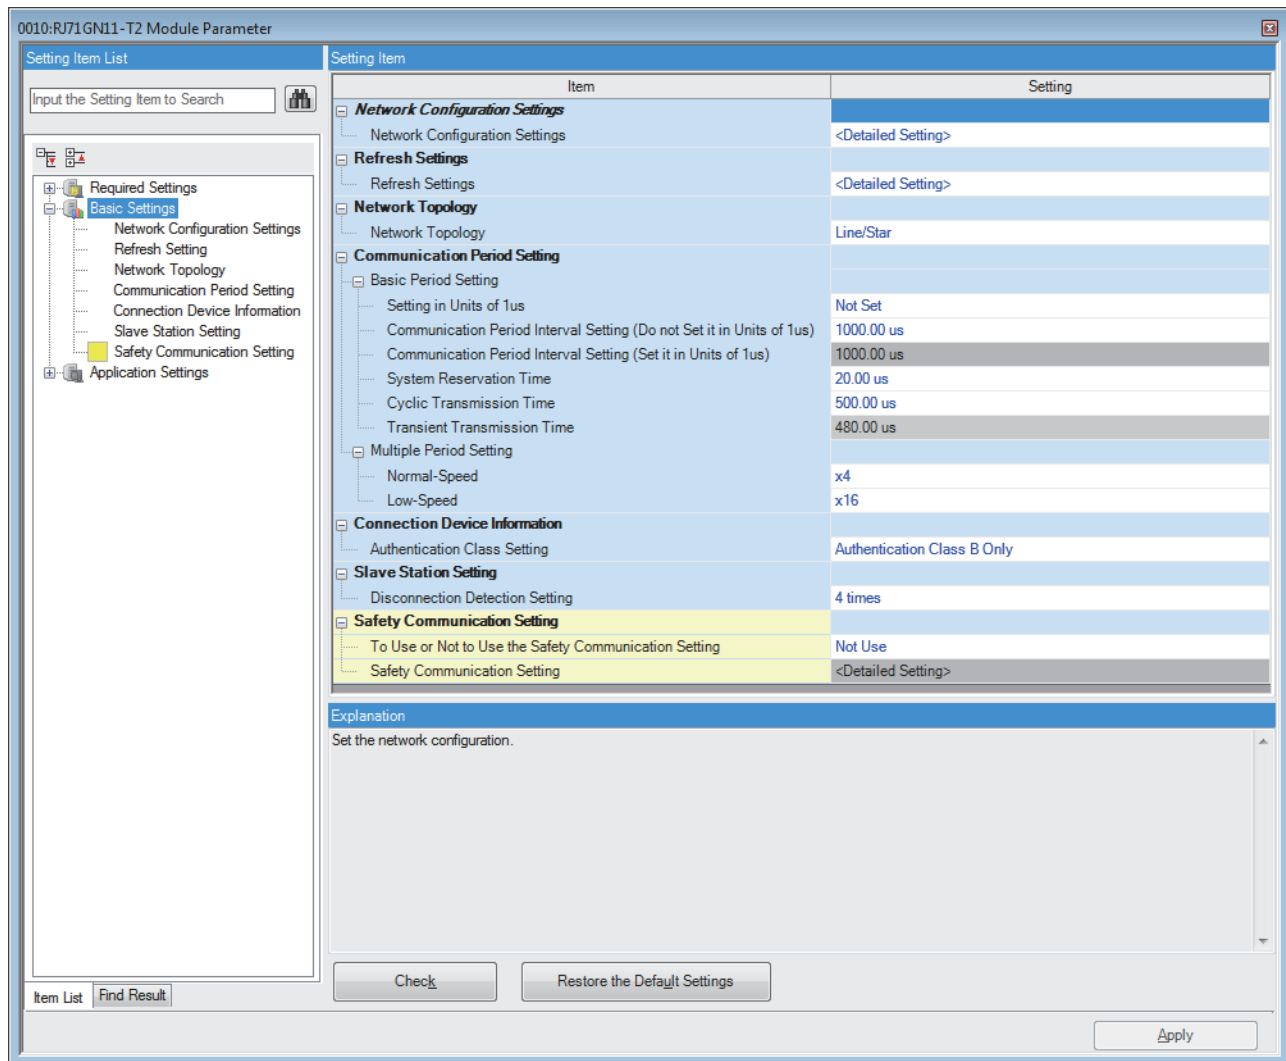 0010:RJ71GN11-T2 Module Parameter
Setting Item List
Input the Setting Item to Search
Required Settings
Basic Settings
Network Configuration Settings
Refresh Setting
Network Topology
Communication Period Setting
Connection Device Information
Slave Station Setting
Safety Communication Setting
Application Settings
Item List
Find Result
Setting Item
Item Setting
Network Configuration Settings
Network Configuration Settings <Detailed Setting>
Refresh Settings
Refresh Settings <Detailed Setting>
Network Topology
Network Topology Line/Star
Communication Period Setting
Basic Period Setting
Setting in Units of 1us Not Set
Communication Period Interval Setting (Do not Set it in Units of 1us) 1000.00 us
Communication Period Interval Setting (Set it in Units of 1us) 1000.00 us
System Reservation Time 20.00 us
Cyclic Transmission Time 500.00 us
Transient Transmission Time 480.00 us
Multiple Period Setting
Normal-Speed x4
Low-Speed x16
Connection Device Information
Authentication Class Setting Authentication Class B Only
Slave Station Setting
Disconnection Detection Setting 4 times
Safety Communication Setting
To Use or Not to Use the Safety Communication Setting Not Use
Safety Communication Setting <Detailed Setting>
Explanation
Set the network configuration.
Check
Restore the Default Settings
Apply